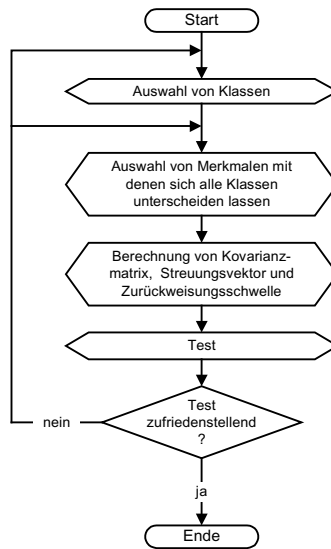 Start
Auswahl von Klassen
Auswahl von Merkmalen mit
denen sich alle Klassen
unterscheiden lassen
Berechnung von Kovarianz-
matrix, Streuungsvektor und
Zurückweisungsschwelle
Test
Test
zufriedenstellend
?
nein
ja
Ende